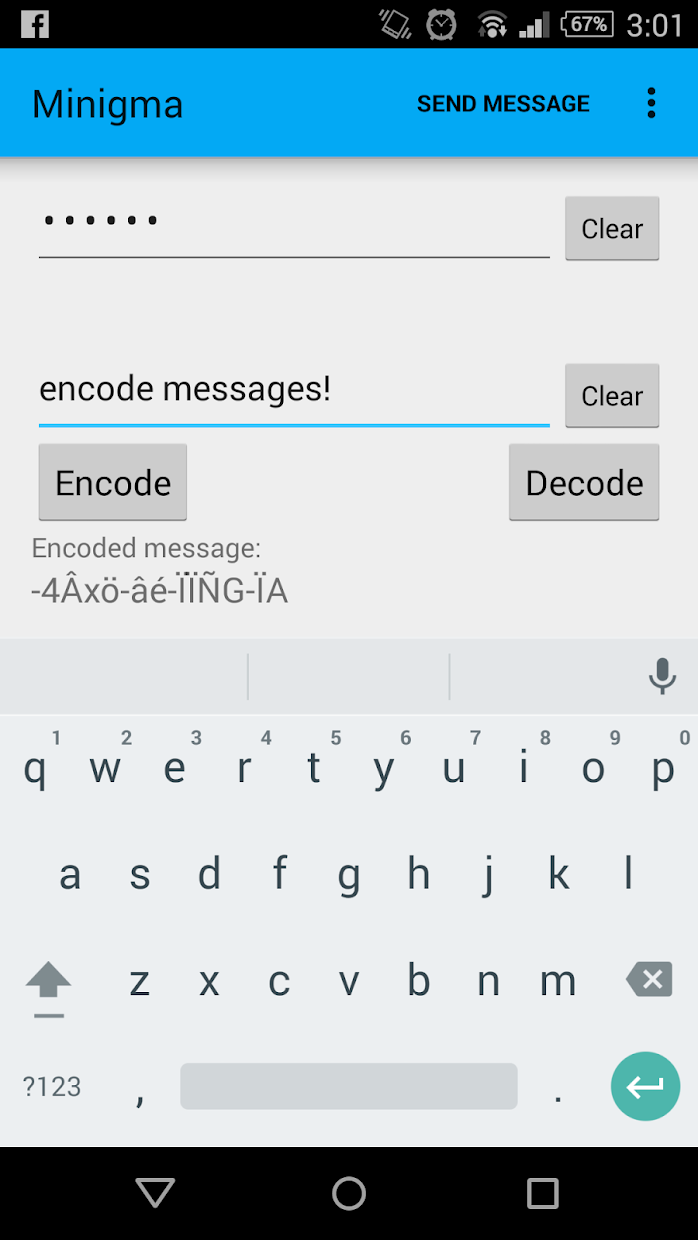 67% 3:01
Minigma SEND MESSAGE
•••••• Clear
encode messages! Clear
Encode Decode
Encoded message:
-4Âxö-âé-ÏÏÑG-ÏA
1 2 3 4 5 6 7 8 9 0
q w e r t y u i o p
a s d f g h j k l
z x c v b n m
?123 , .